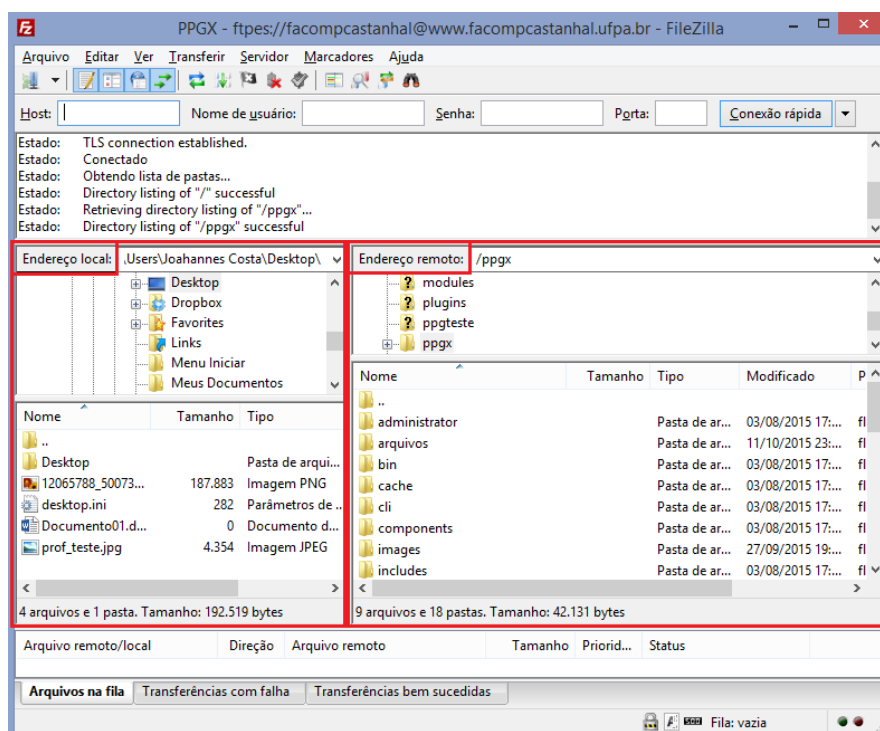 PPGX - ftpes://facompcastanhal@www.facompcastanhal.ufpa.br - FileZilla
Arquivo Editar Ver Transferir Servidor Marcadores Ajuda
Host: Nome de usuário: Senha: Porta: Conexão rápida
Estado: TLS connection established.
Estado: Conectado
Estado: Obtendo lista de pastas...
Estado: Directory listing of "/" successful
Estado: Retrieving directory listing of "/ppgx"...
Estado: Directory listing of "/ppgx" successful
Endereço local: \Users\Joahannes Costa\Desktop\
Desktop
Dropbox
Favorites
Links
Menu Iniciar
Meus Documentos
Nome Tamanho Tipo
..
Desktop Pasta de arqui...
12065788_50073... 187.883 Imagem PNG
desktop.ini 282 Parâmetros de ..
Documento01.d... 0 Documento d...
prof_teste.jpg 4.354 Imagem JPEG
4 arquivos e 1 pasta. Tamanho: 192.519 bytes
Endereço remoto: /ppgx
modules
plugins
ppgteste
ppgx
Nome Tamanho Tipo Modificado P
..
administrator Pasta de ar... 03/08/2015 17:... fl
arquivos Pasta de ar... 11/10/2015 23:... fl
bin Pasta de ar... 03/08/2015 17:... fl
cache Pasta de ar... 03/08/2015 17:... fl
cli Pasta de ar... 03/08/2015 17:... fl
components Pasta de ar... 03/08/2015 17:... fl
images Pasta de ar... 27/09/2015 19:... fl
includes Pasta de ar... 03/08/2015 17:... fl
9 arquivos e 18 pastas. Tamanho: 42.131 bytes
Arquivo remoto/local Direção Arquivo remoto Tamanho Priorid... Status
Arquivos na fila Transferências com falha Transferências bem sucedidas
Fila: vazia